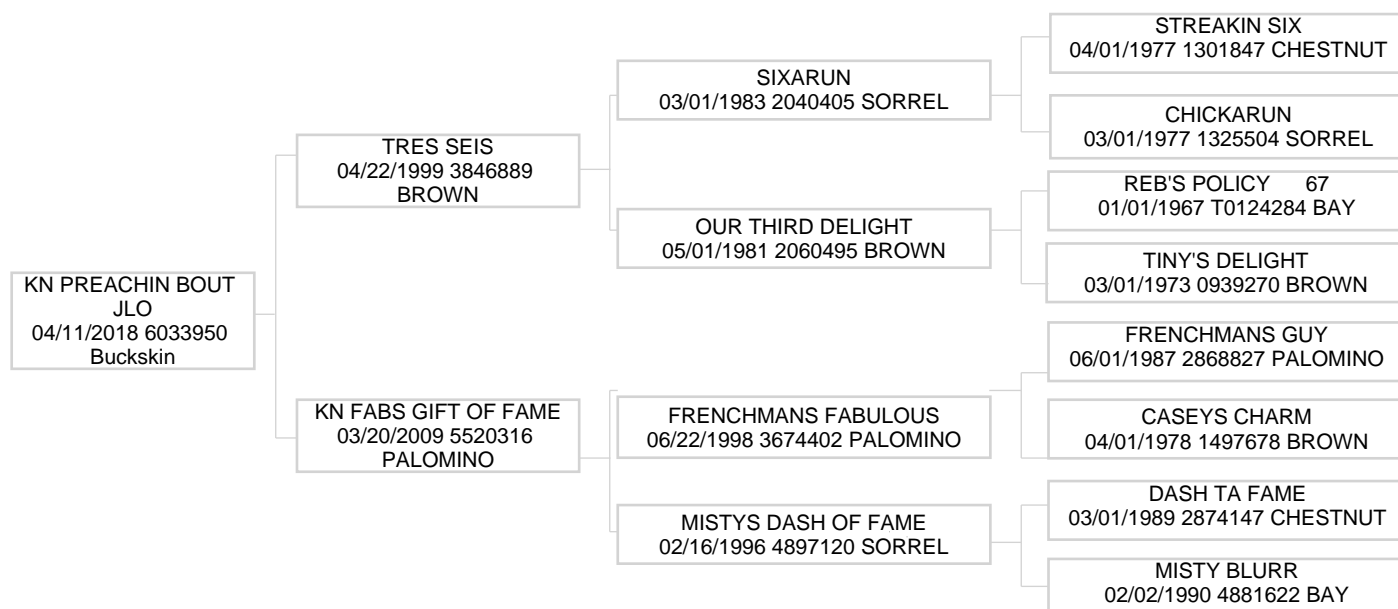 KN PREACHIN BOUT
JLO
04/11/2018 6033950
Buckskin
TRES SEIS
04/22/1999 3846889
BROWN
KN FABS GIFT OF FAME
03/20/2009 5520316
PALOMINO
SIXARUN
03/01/1983 2040405 SORREL
OUR THIRD DELIGHT
05/01/1981 2060495 BROWN
FRENCHMANS FABULOUS
06/22/1998 3674402 PALOMINO
MISTYS DASH OF FAME
02/16/1996 4897120 SORREL
STREAKIN SIX
04/01/1977 1301847 CHESTNUT
CHICKARUN
03/01/1977 1325504 SORREL
REB'S POLICY 67
01/01/1967 T0124284 BAY
TINY'S DELIGHT
03/01/1973 0939270 BROWN
FRENCHMANS GUY
06/01/1987 2868827 PALOMINO
CASEYS CHARM
04/01/1978 1497678 BROWN
DASH TA FAME
03/01/1989 2874147 CHESTNUT
MISTY BLURR
02/02/1990 4881622 BAY